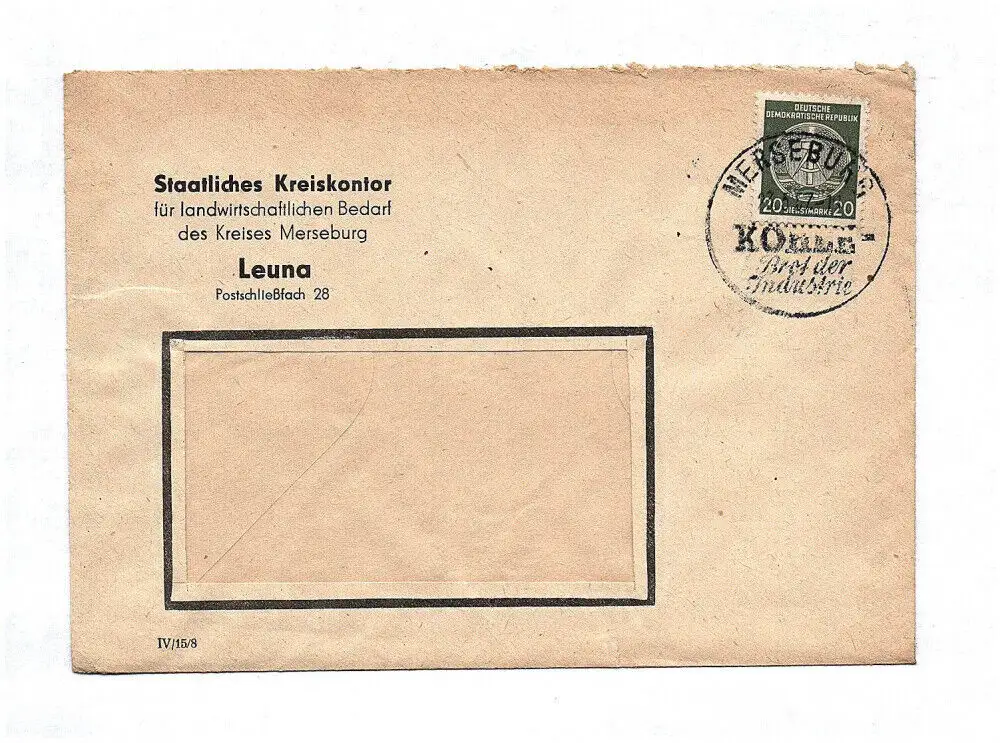 Staatliches Kreiskontor
für landwirtschaftlichen Bedarf
des Kreises Merseburg
Leuna
Postschließfach 28
DEUTSCHE
DEMOKRATISCHE REPUBLIK
20 DIENSTMARKE 20
MERSEBURG
KOHLE
Brot der
Industrie
IV/15/8